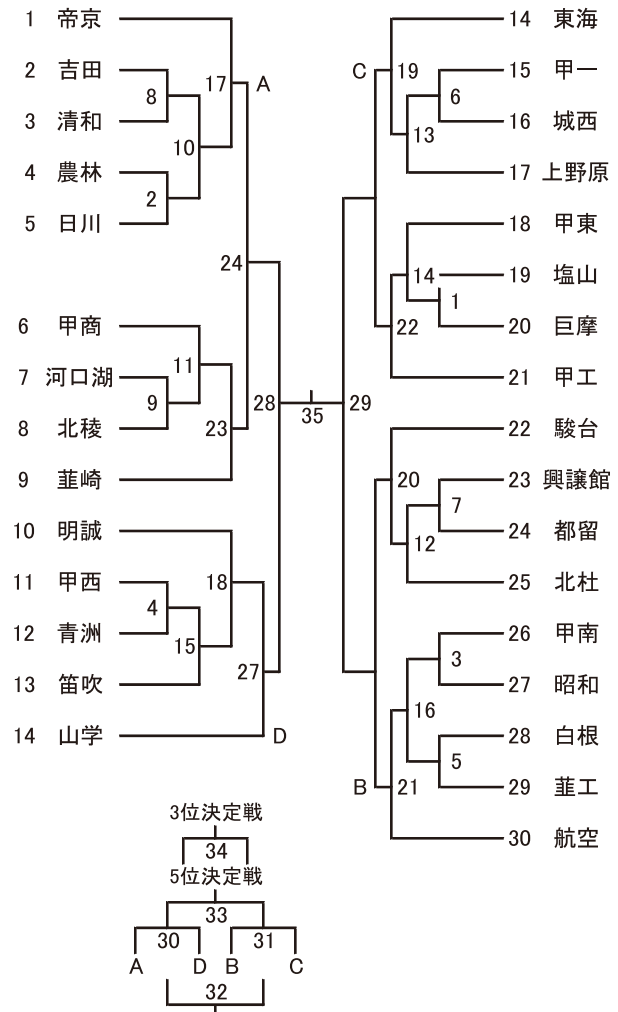 1 帝京
2 吉田
3 清和
4 農林
5 日川
6 甲商
7 河口湖
8 北稜
9 韮崎
10 明誠
11 甲西
12 青洲
13 笛吹
14 山学
17 A
8
10
2
24
11
9
23
28
18
4
15
27
D
35
29
14 東海
15 甲一
16 城西
17 上野原
18 甲東
19 塩山
20 巨摩
21 甲工
22 駿台
23 興譲館
24 都留
25 北杜
26 甲南
27 昭和
28 白根
29 韮工
30 航空
C 19
6
13
14
1
22
20
7
12
3
16
5
B 21
3位決定戦
34
5位決定戦
33
30 31
A D B C
32